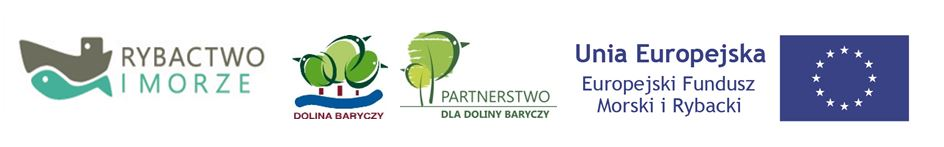 RYBACTWO
I MORZE
DOLINA BARYCZY
PARTNERSTWO
DLA DOLINY BARYCZY
Unia Europejska
Europejski Fundusz
Morski i Rybacki